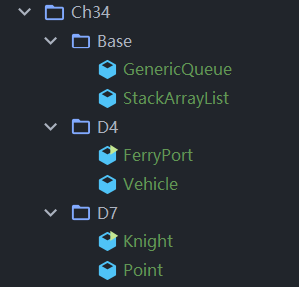 Ch34
Base
GenericQueue
StackArrayList
D4
FerryPort
Vehicle
D7
Knight
Point